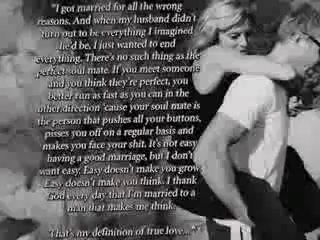 "I got married for all the wrong
reasons. And when my husband didn't
turn out to be everything I imagined
he'd be, I just wanted to end
everything. There's no such thing as the
perfect soul mate. If you meet someone
and you think they're perfect, you
better run as fast as you can in the
other direction 'cause your soul mate is
the person that pushes all your buttons,
pisses you off on a regular basis and
makes you face your shit. It's not easy
having a good marriage, but I don't
want easy. Easy doesn't make you grow.
Easy doesn't make you think. I thank
God every day that I'm married to a
man that makes me think.
That's my definition of true love..."